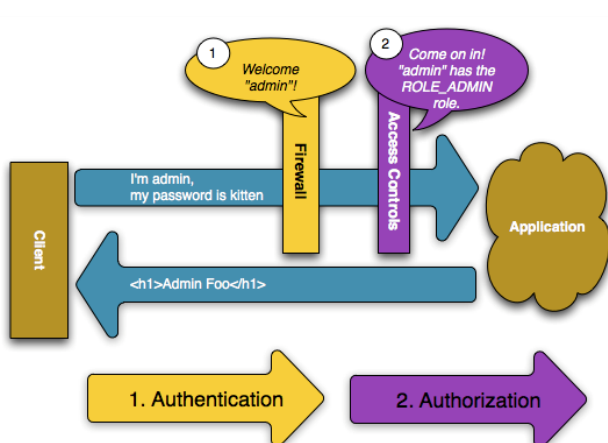 1
Welcome
"admin"!
2
Come on in!
"admin" has the
ROLE_ADMIN
role.
Client
I'm admin,
my password is kitten
Firewall
Access Controls
Application
<h1>Admin Foo</h1>
1. Authentication
2. Authorization